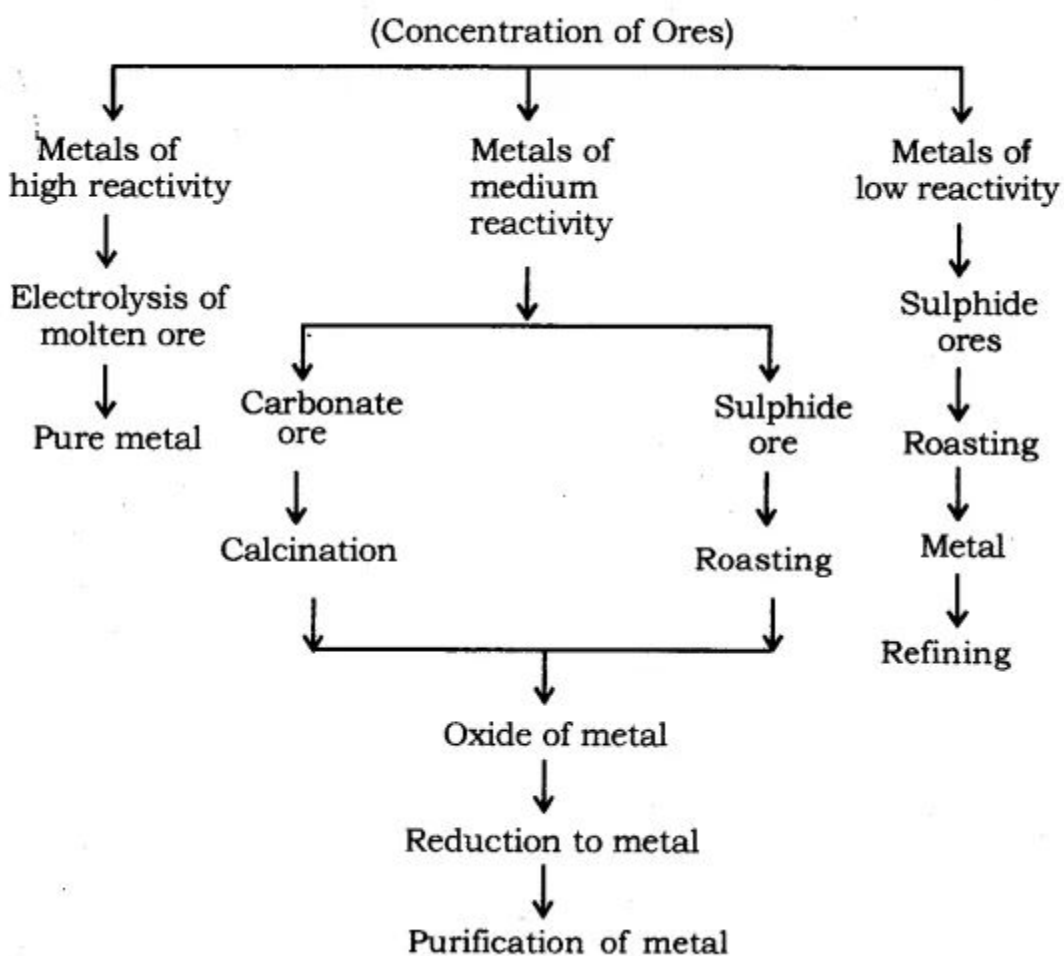 (Concentration of Ores)
Metals of
high reactivity
Metals of
medium
reactivity
Metals of
low reactivity
Electrolysis of
molten ore
Sulphide
ores
Pure metal
Carbonate
ore
Sulphide
ore
Roasting
Calcination
Roasting
Metal
Refining
Oxide of metal
Reduction to metal
Purification of metal